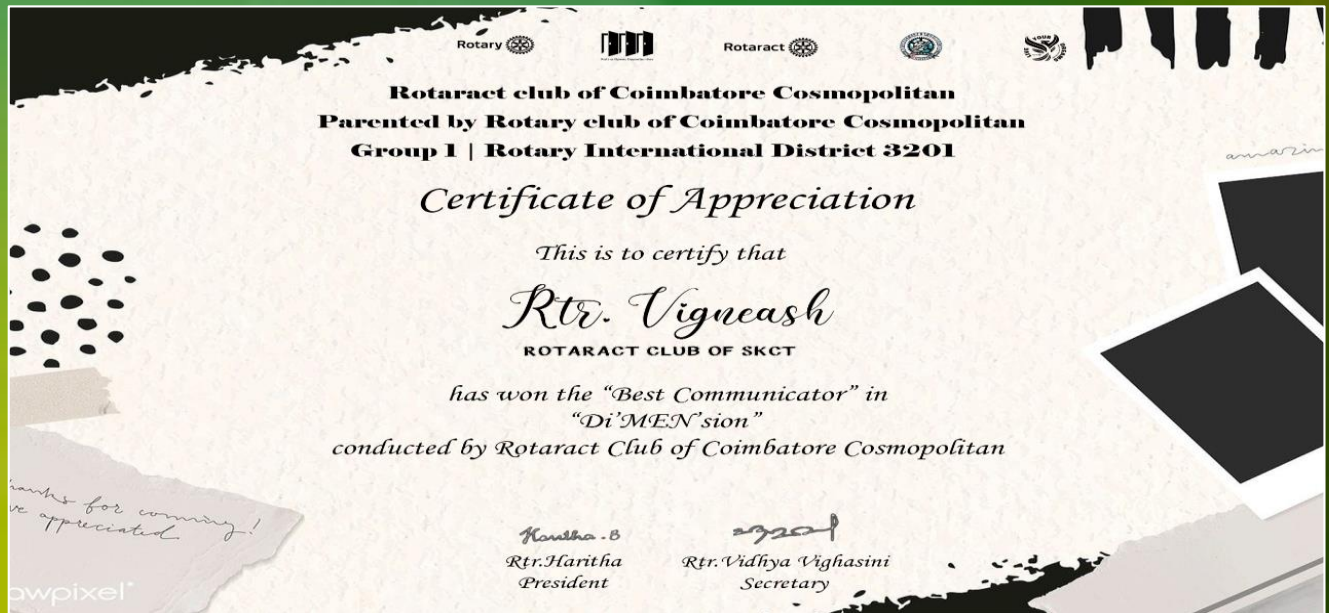 Rotary
Rotaract
Rotaract club of Coimbatore Cosmopolitan
Parented by Rotary club of Coimbatore Cosmopolitan
Group 1 | Rotary International District 3201
amazin
Certificate of Appreciation
This is to certify that
Rtr. Vigneash
ROTARACT CLUB OF SKCT
has won the “Best Communicator” in
“Di’MEN’sion”
conducted by Rotaract Club of Coimbatore Cosmopolitan
hanks for coming!
ve appreciated
Rtr.Haritha
President
Rtr.Vidhya Vighasini
Secretary
awpixel